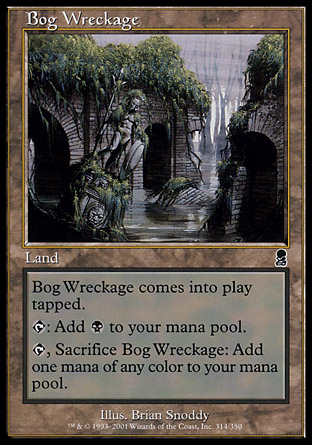 Bog Wreckage
Land
Bog Wreckage comes into play
tapped.
: Add to your mana pool.
, Sacrifice Bog Wreckage: Add
one mana of any color to your mana
pool.
Illus. Brian Snoddy
™ & © 1993–2001 Wizards of the Coast, Inc. 314/350